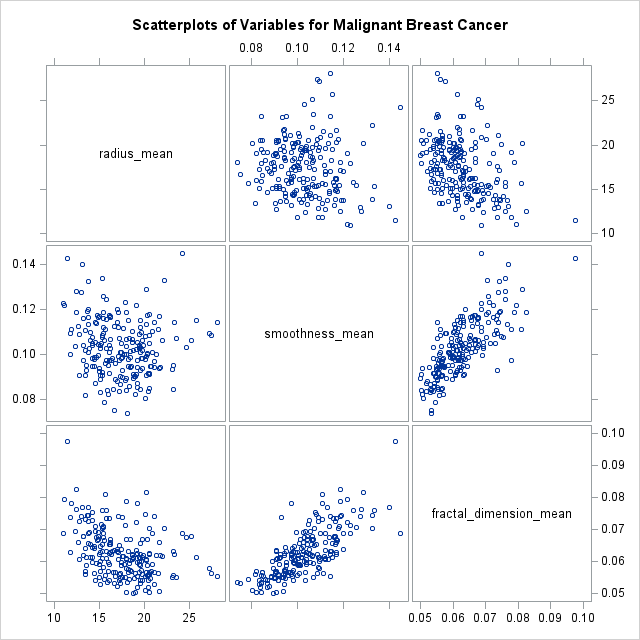 Scatterplots of Variables for Malignant Breast Cancer
0.08 0.10 0.12 0.14
radius_mean
25
20
15
10
0.14
0.12
0.10
0.08
smoothness_mean
0.10
0.09
0.08
0.07
0.06
0.05
fractal_dimension_mean
10 15 20 25
0.05 0.06 0.07 0.08 0.09 0.10